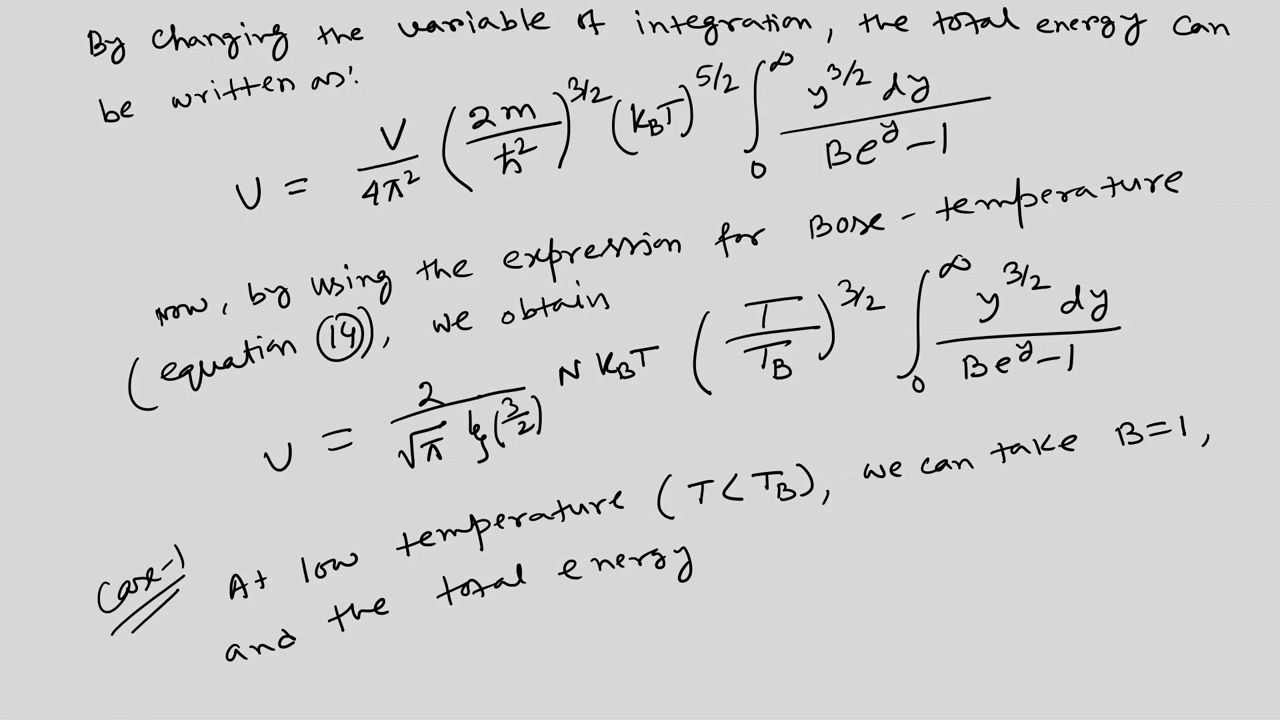 By changing the variable of integration, the total energy can
be written as:
U = V/4π² (2m/ħ²)^3/2 (k_BT)^5/2 ∫₀^∞ y^3/2 dy / (Be^y − 1)
now, by using the expression for Bose-temperature
(equation (14)), we obtain
U = 2/(√π ζ(3/2)) N k_BT (T/T_B)^3/2 ∫₀^∞ y^3/2 dy / (Be^y − 1)
Case-1 At low temperature (T < T_B), we can take B=1,
and the total energy